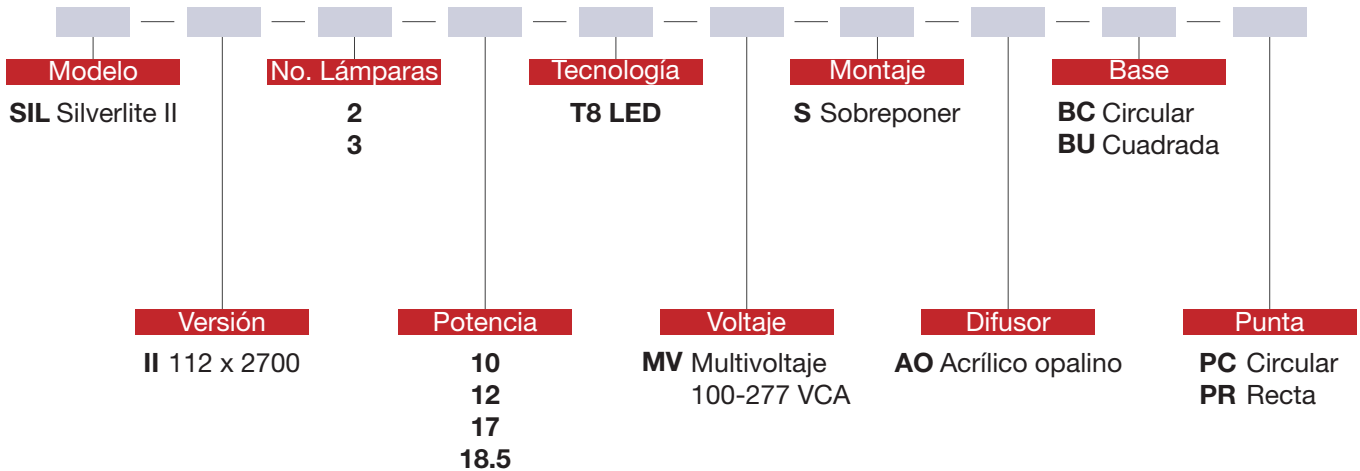 Modelo
SIL Silverlite II
No. Lámparas
2
3
Tecnología
T8 LED
Montaje
S Sobreponer
Base
BC Circular
BU Cuadrada
Versión
II 112 x 2700
Potencia
10
12
17
18.5
Voltaje
MV Multivoltaje
100-277 VCA
Difusor
AO Acrílico opalino
Punta
PC Circular
PR Recta